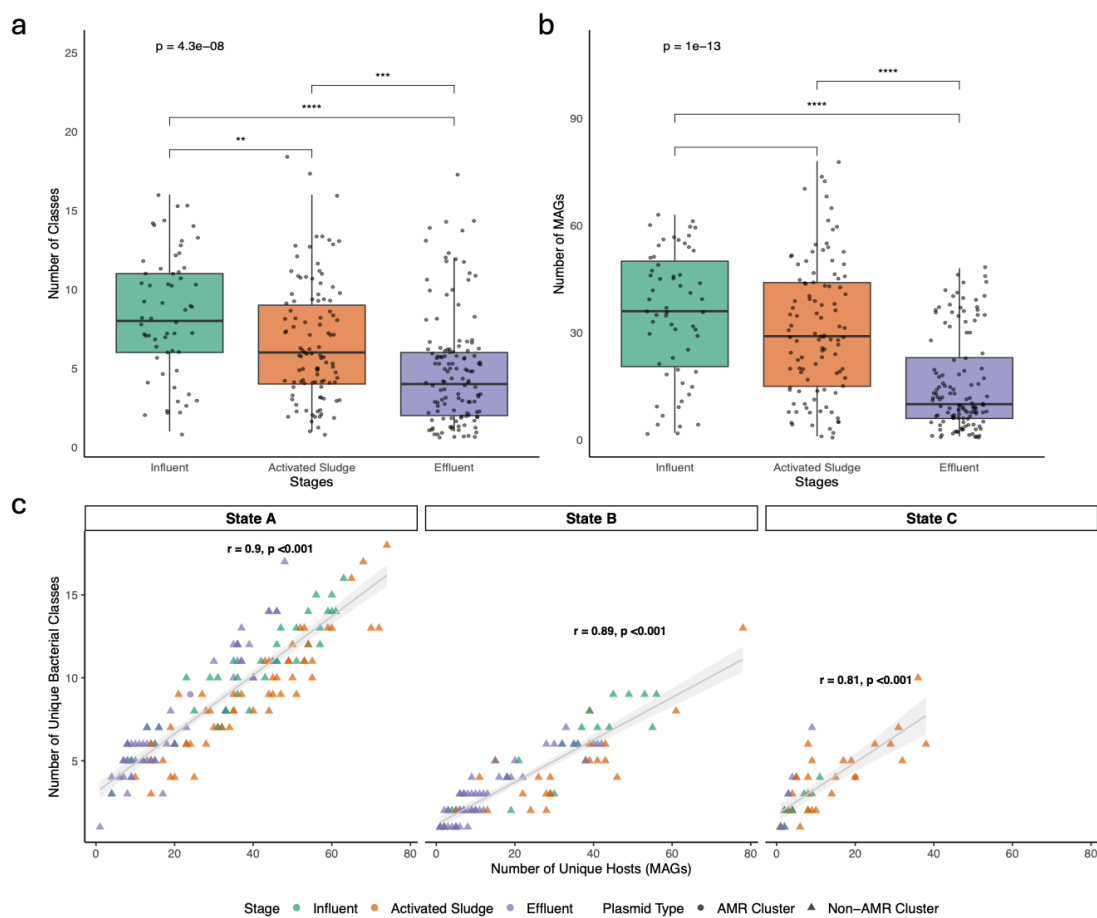 a
p = 4.3e−08
***
****
**
25
20
15
10
5
0
Number of Classes
Influent
Activated Sludge
Effluent
Stages
b
p = 1e−13
****
****
90
60
30
0
Number of MAGs
Influent
Activated Sludge
Effluent
Stages
c
State A
State B
State C
r = 0.9, p <0.001
r = 0.89, p <0.001
r = 0.81, p <0.001
15
10
5
Number of Unique Bacterial Classes
0 20 40 60 80
0 20 40 60 80
0 20 40 60 80
Number of Unique Hosts (MAGs)
Stage Influent Activated Sludge Effluent Plasmid Type AMR Cluster Non−AMR Cluster